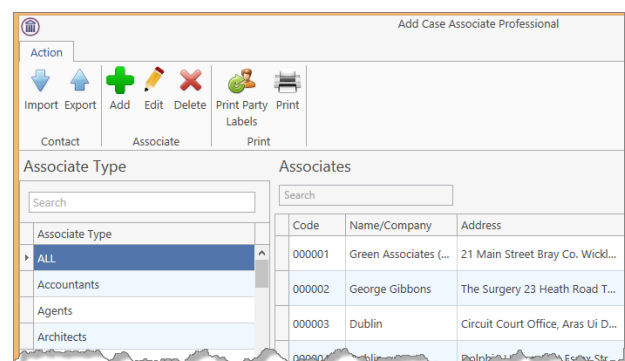 Add Case Associate Professional
Action
Import Export Add Edit Delete Print Party Labels Print
Contact Associate Print
Associate Type
Search
Associate Type
ALL
Accountants
Agents
Architects
Associates
Search
Code Name/Company Address
000001 Green Associates (... 21 Main Street Bray Co. Wickl...
000002 George Gibbons The Surgery 23 Heath Road T...
000003 Dublin Circuit Court Office, Aras Ui D...